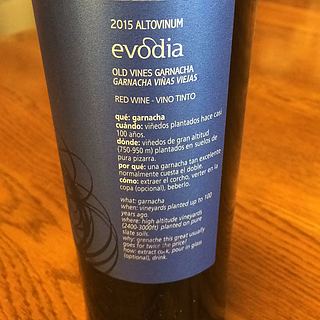 2015 ALTOVINUM
evodia
OLD VINES GARNACHA
GARNACHA VIÑAS VIEJAS
RED WINE - VINO TINTO
qué: garnacha
cuándo: viñedos plantados hace casi
100 años.
dónde: viñedos de gran altitud
(750-950 m) plantados en suelos de
pura pizarra.
por qué: una garnacha tan excelente
normalmente cuesta el doble.
cómo: extraer el corcho, verter en la
copa (opcional), beberlo.
what: garnacha
when: vineyards planted up to 100
years ago.
where: high altitude vineyards
(2400-3000ft) planted on pure
slate soils.
why: grenache this great usually
goes for twice the price!
how: extract cork, pour in glass
(optional), drink.